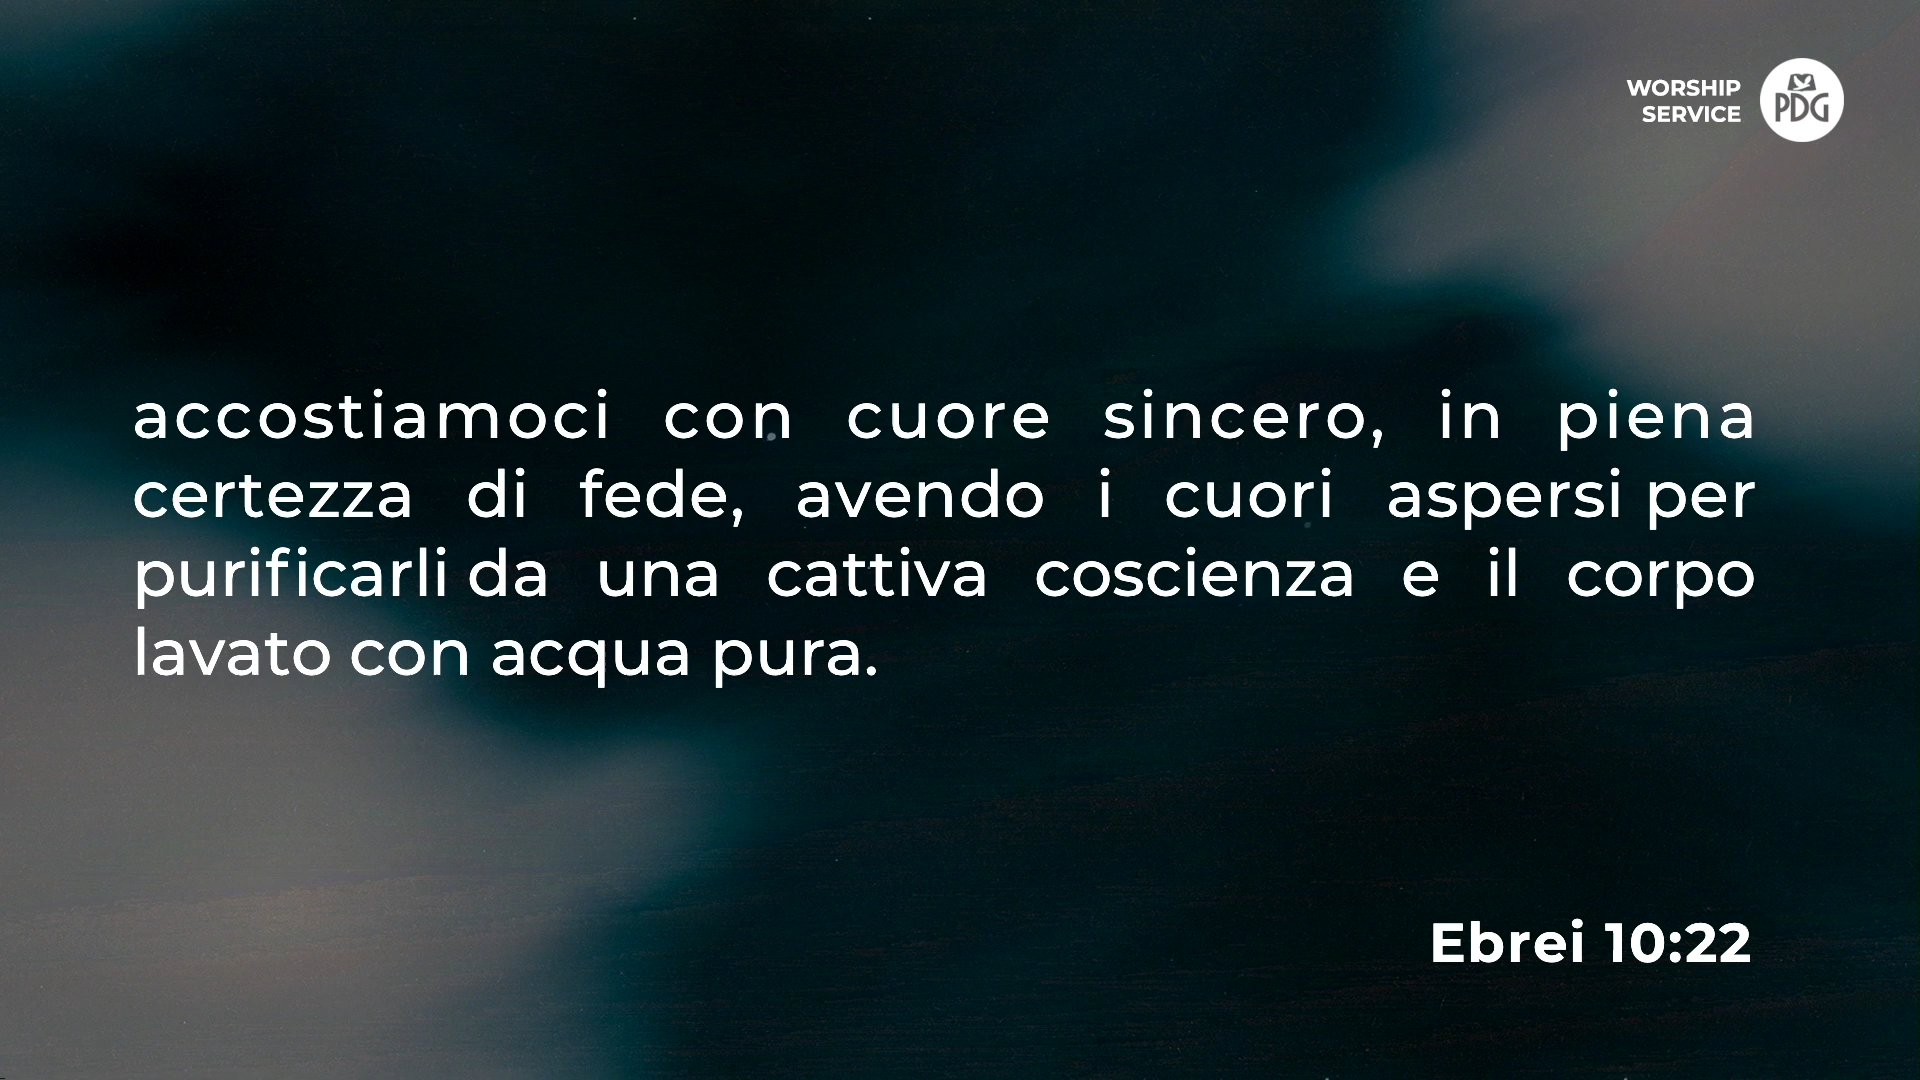 WORSHIP
SERVICE
PDG
accostiamoci con cuore sincero, in piena
certezza di fede, avendo i cuori aspersi per
purificarli da una cattiva coscienza e il corpo
lavato con acqua pura.
Ebrei 10:22